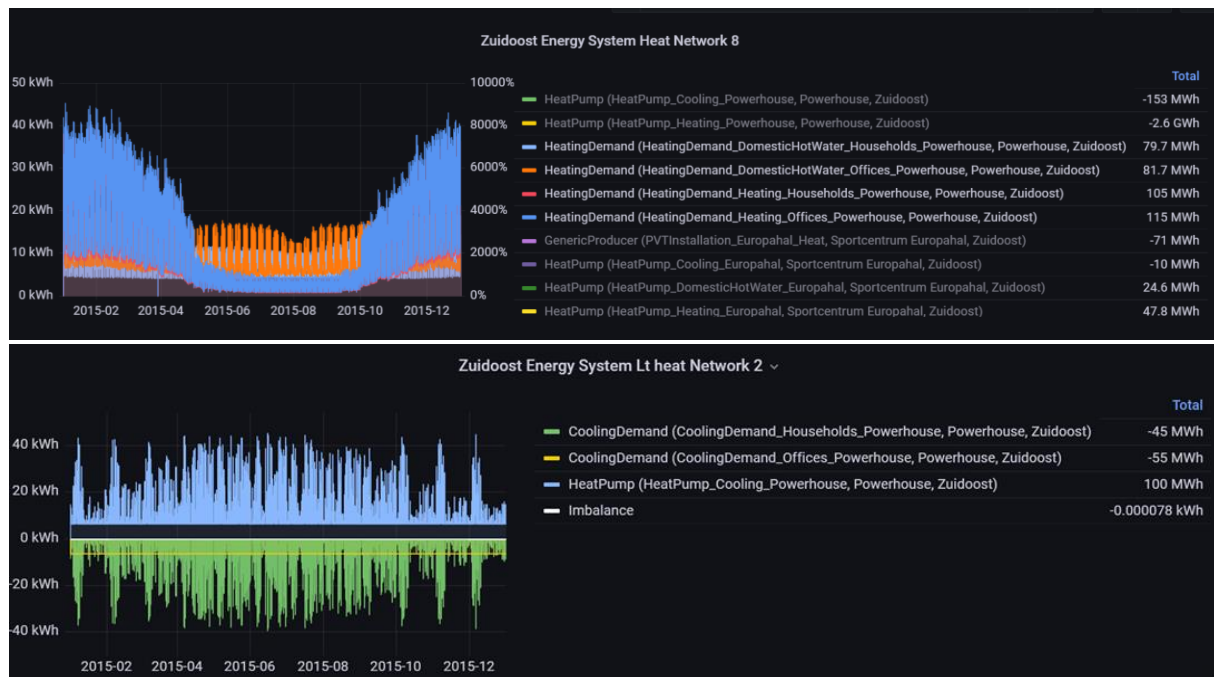 Zuidoost Energy System Heat Network 8
50 kWh
40 kWh
30 kWh
20 kWh
10 kWh
0 kWh
10000%
8000%
6000%
4000%
2000%
0%
2015-02 2015-04 2015-06 2015-08 2015-10 2015-12
Total
HeatPump (HeatPump_Cooling_Powerhouse, Powerhouse, Zuidoost) -153 MWh
HeatPump (HeatPump_Heating_Powerhouse, Powerhouse, Zuidoost) -2.6 GWh
HeatingDemand (HeatingDemand_DomesticHotWater_Households_Powerhouse, Powerhouse, Zuidoost) 79.7 MWh
HeatingDemand (HeatingDemand_DomesticHotWater_Offices_Powerhouse, Powerhouse, Zuidoost) 81.7 MWh
HeatingDemand (HeatingDemand_Heating_Households_Powerhouse, Powerhouse, Zuidoost) 105 MWh
HeatingDemand (HeatingDemand_Heating_Offices_Powerhouse, Powerhouse, Zuidoost) 115 MWh
GenericProducer (PVTInstallation_Europahal_Heat, Sportcentrum Europahal, Zuidoost) -71 MWh
HeatPump (HeatPump_Cooling_Europahal, Sportcentrum Europahal, Zuidoost) -10 MWh
HeatPump (HeatPump_DomesticHotWater_Europahal, Sportcentrum Europahal, Zuidoost) 24.6 MWh
HeatPump (HeatPump_Heating_Europahal, Sportcentrum Europahal, Zuidoost) 47.8 MWh
Zuidoost Energy System Lt heat Network 2
40 kWh
20 kWh
0 kWh
-20 kWh
-40 kWh
2015-02 2015-04 2015-06 2015-08 2015-10 2015-12
Total
CoolingDemand (CoolingDemand_Households_Powerhouse, Powerhouse, Zuidoost) -45 MWh
CoolingDemand (CoolingDemand_Offices_Powerhouse, Powerhouse, Zuidoost) -55 MWh
HeatPump (HeatPump_Cooling_Powerhouse, Powerhouse, Zuidoost) 100 MWh
Imbalance -0.000078 kWh